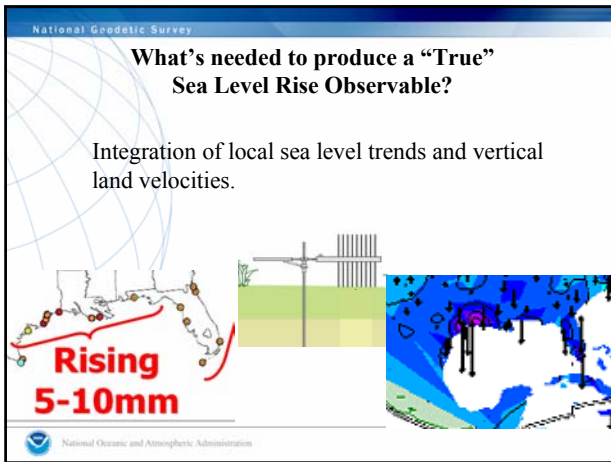 National Geodetic Survey
What's needed to produce a “True”
Sea Level Rise Observable?
Integration of local sea level trends and vertical
land velocities.
Rising
5-10mm
National Oceanic and Atmospheric Administration